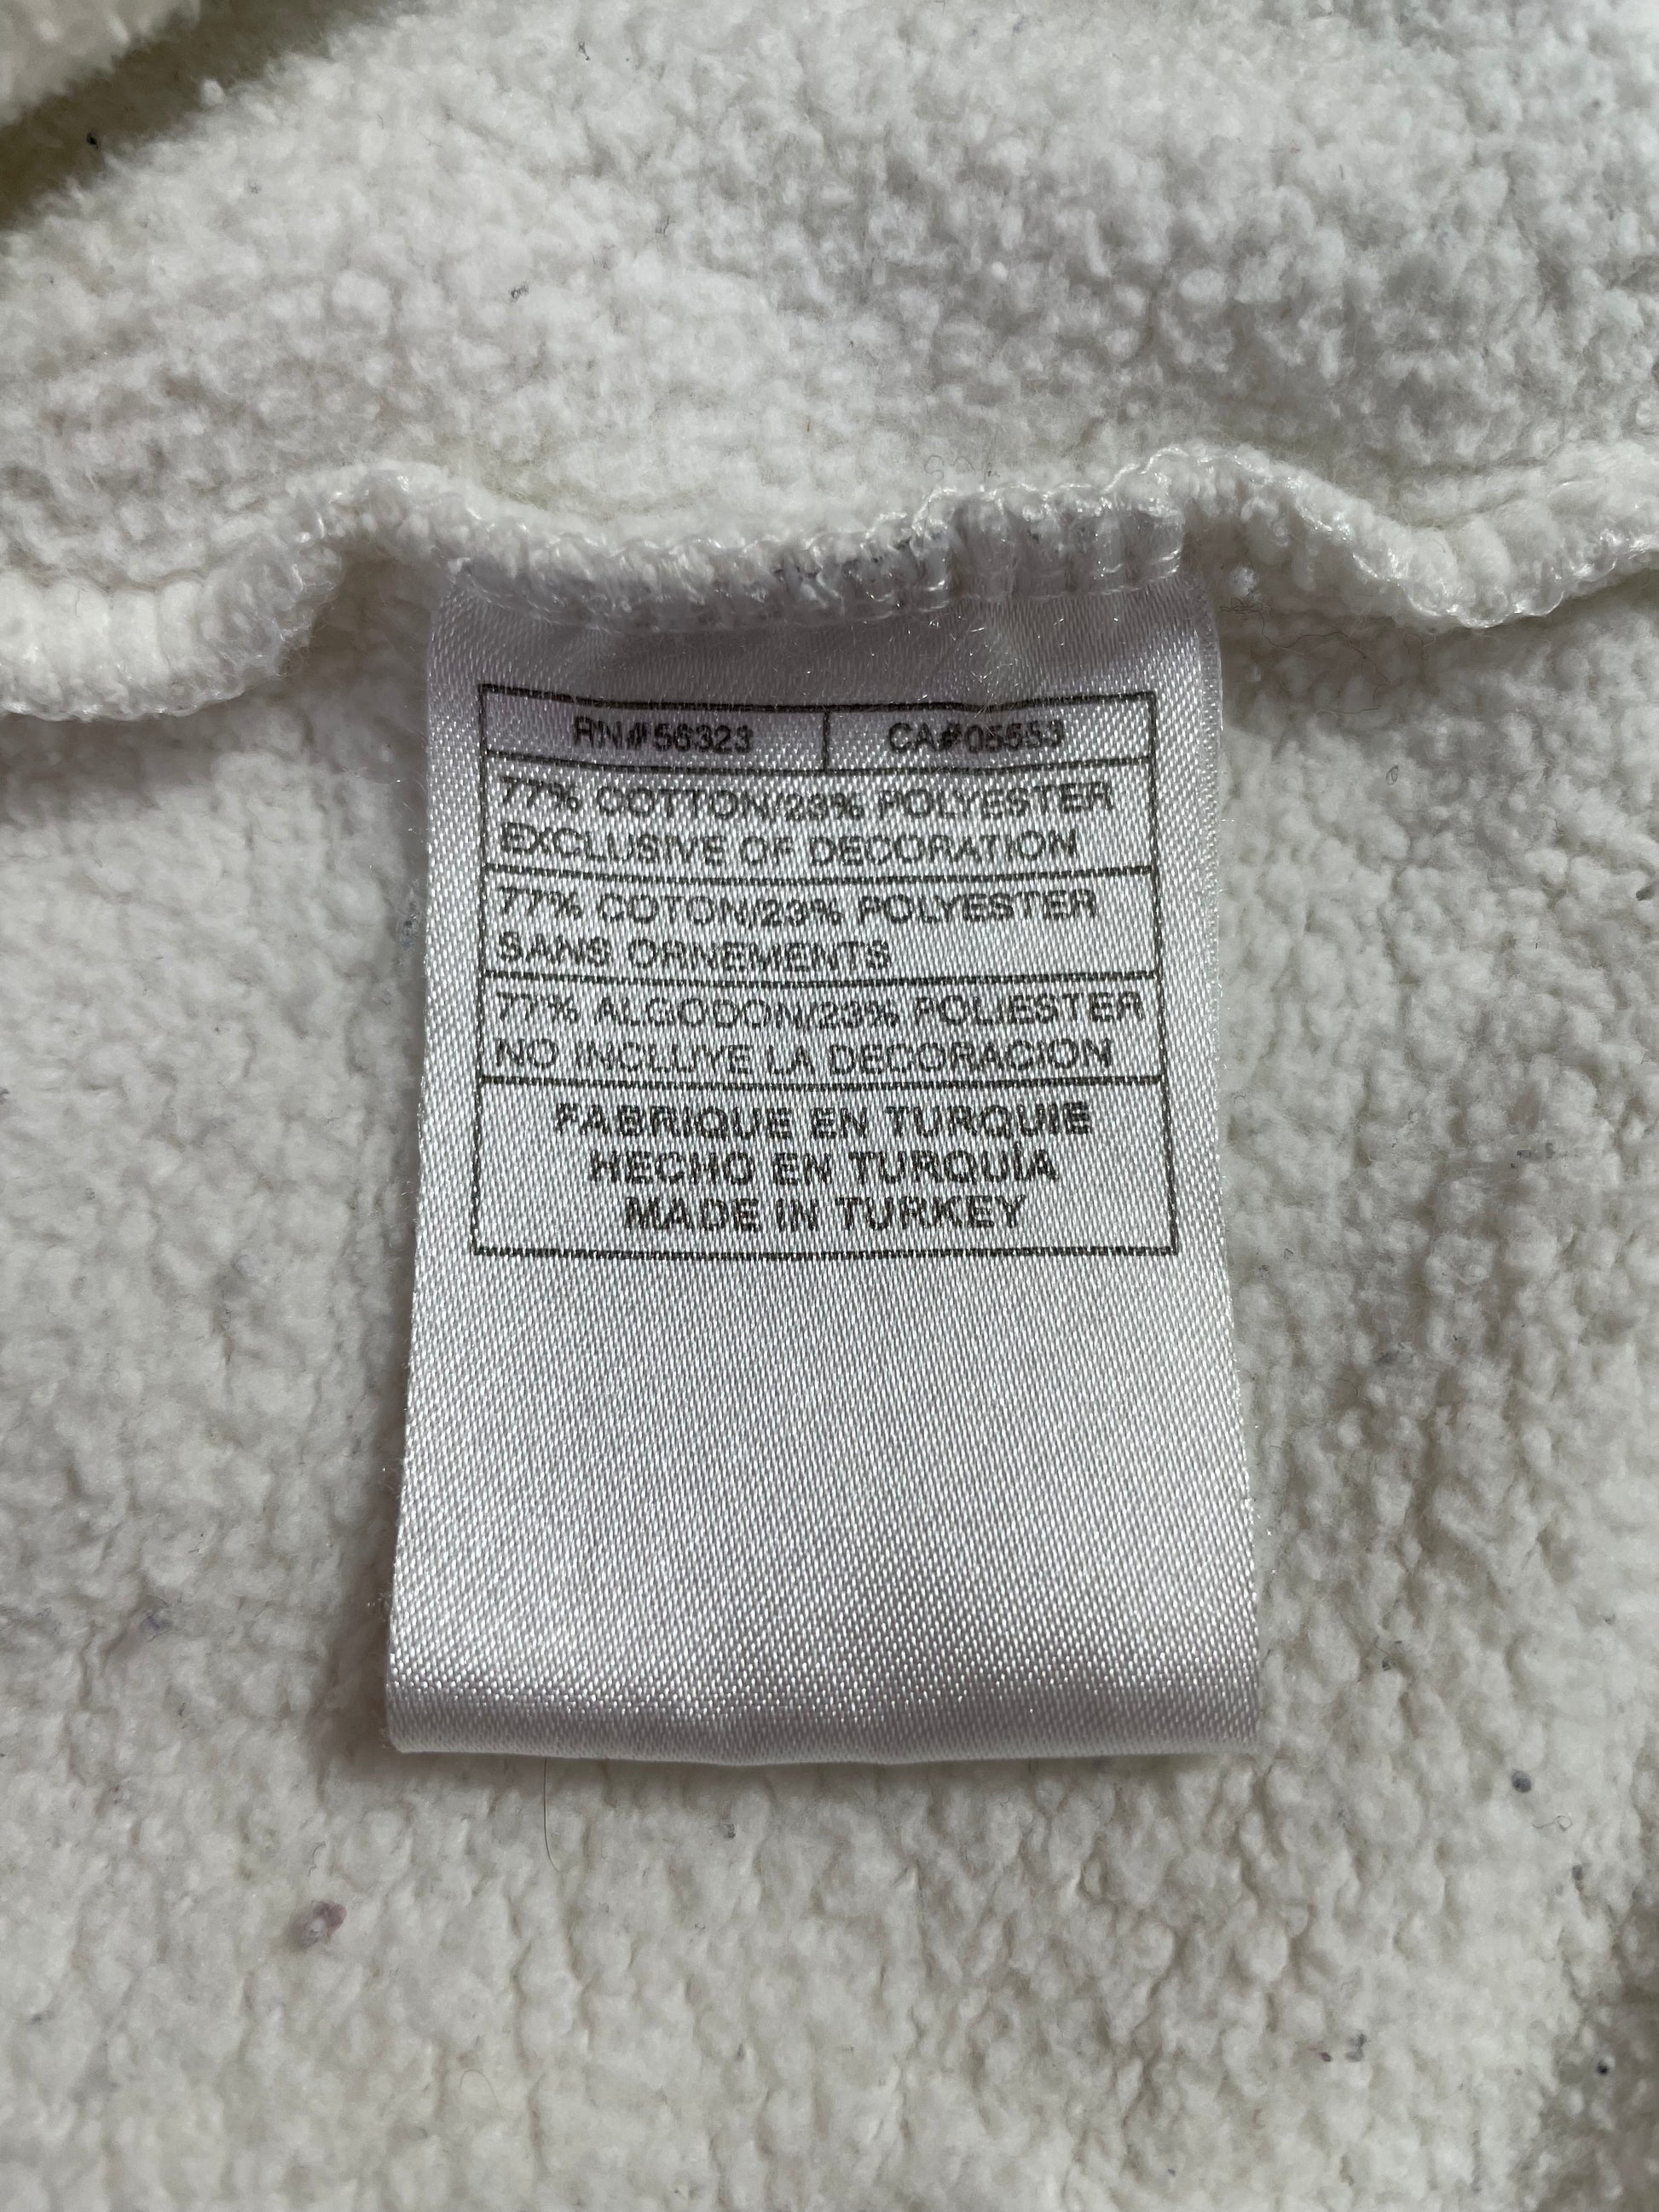 RN#56323 CA#05553
77% COTTON/23% POLYESTER
EXCLUSIVE OF DECORATION
77% COTON/23% POLYESTER
SANS ORNEMENTS
77% ALGODON/23% POLIESTER
NO INCLUYE LA DECORACION
FABRIQUE EN TURQUIE
HECHO EN TURQUÍA
MADE IN TURKEY